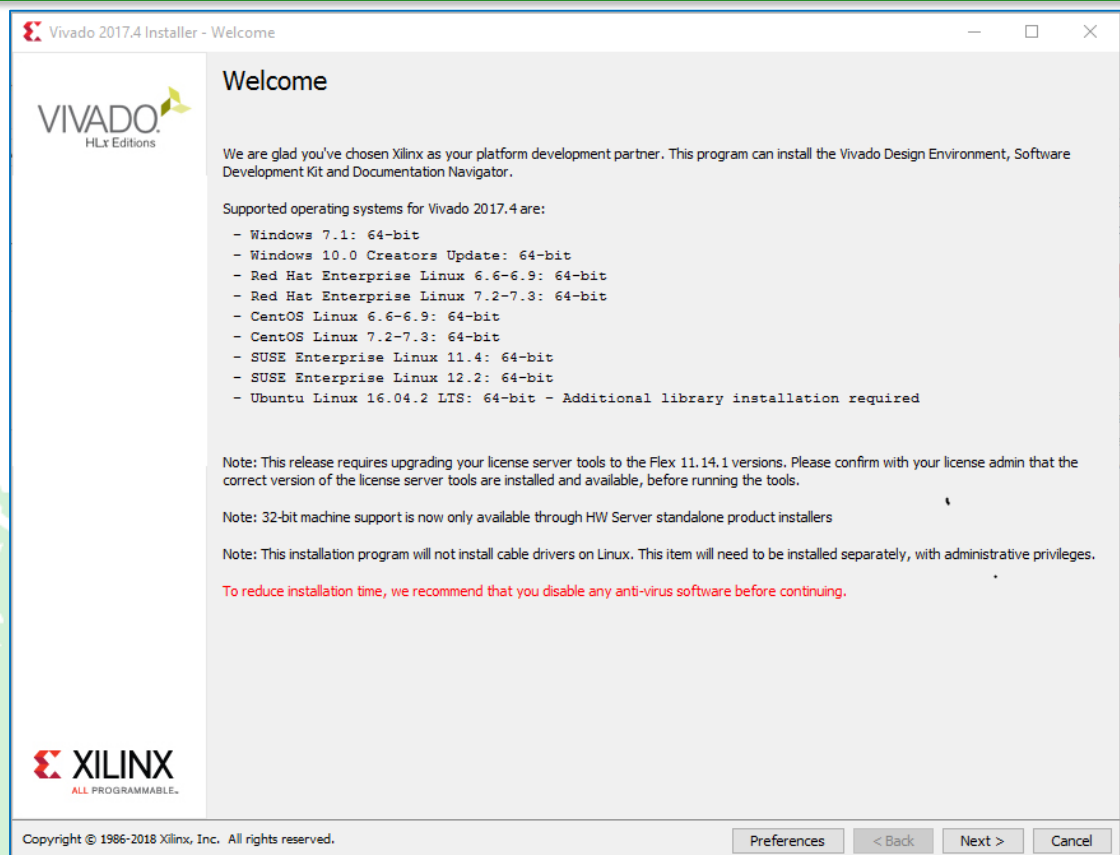 Vivado 2017.4 Installer - Welcome
VIVADO.
HLx Editions
Welcome
We are glad you've chosen Xilinx as your platform development partner. This program can install the Vivado Design Environment, Software
Development Kit and Documentation Navigator.
Supported operating systems for Vivado 2017.4 are:
- Windows 7.1: 64-bit
- Windows 10.0 Creators Update: 64-bit
- Red Hat Enterprise Linux 6.6-6.9: 64-bit
- Red Hat Enterprise Linux 7.2-7.3: 64-bit
- CentOS Linux 6.6-6.9: 64-bit
- CentOS Linux 7.2-7.3: 64-bit
- SUSE Enterprise Linux 11.4: 64-bit
- SUSE Enterprise Linux 12.2: 64-bit
- Ubuntu Linux 16.04.2 LTS: 64-bit - Additional library installation required
Note: This release requires upgrading your license server tools to the Flex 11.14.1 versions. Please confirm with your license admin that the
correct version of the license server tools are installed and available, before running the tools.
Note: 32-bit machine support is now only available through HW Server standalone product installers
Note: This installation program will not install cable drivers on Linux. This item will need to be installed separately, with administrative privileges.
To reduce installation time, we recommend that you disable any anti-virus software before continuing.
XILINX
ALL PROGRAMMABLE™
Copyright © 1986-2018 Xilinx, Inc. All rights reserved.
Preferences < Back Next > Cancel